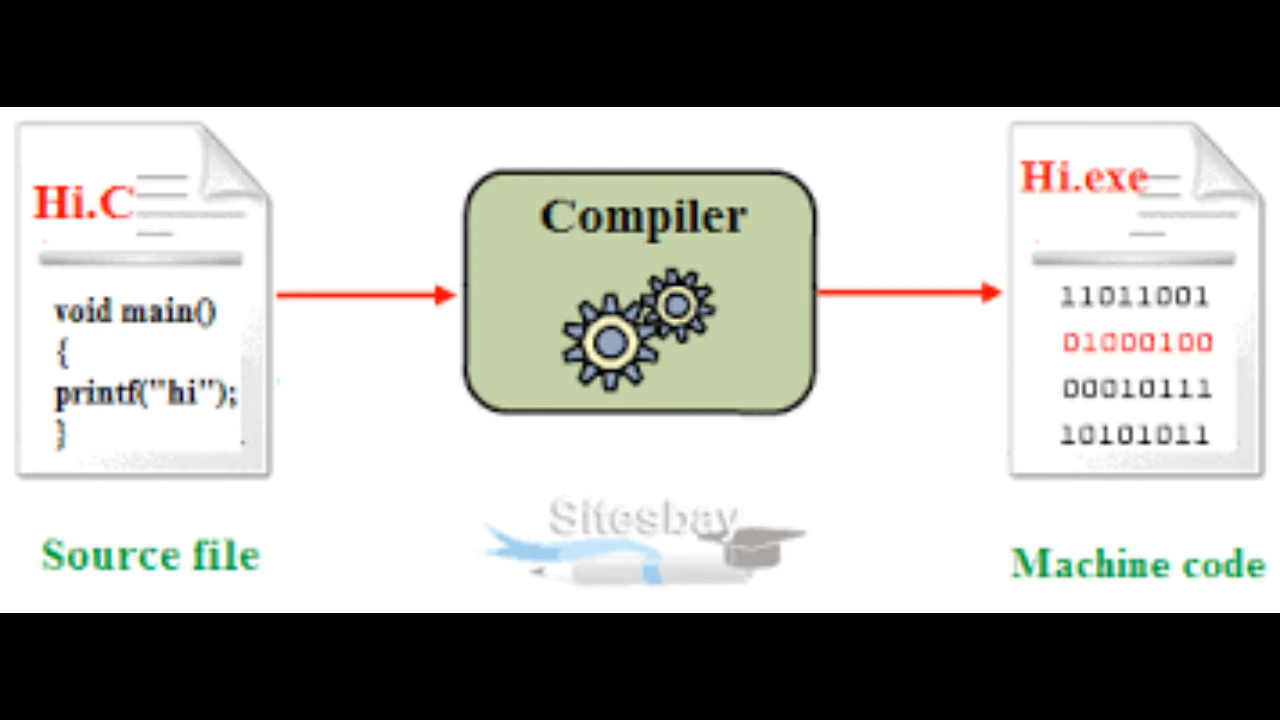 Hi.C
void main()
{
printf("hi");
}
Source file
Compiler
Sitesbay
Hi.exe
11011001
01000100
00010111
10101011
Machine code